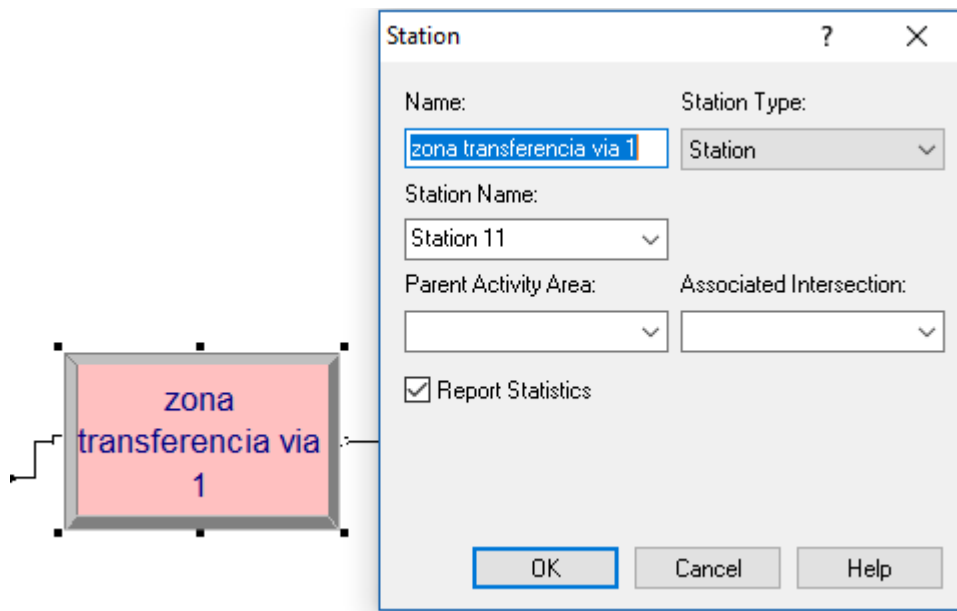 Station
?
Name:
Station Type:
zona transferencia via 1
Station
Station Name:
Station 11
Parent Activity Area:
Associated Intersection:
Report Statistics
OK
Cancel
Help
zona
transferencia via
1